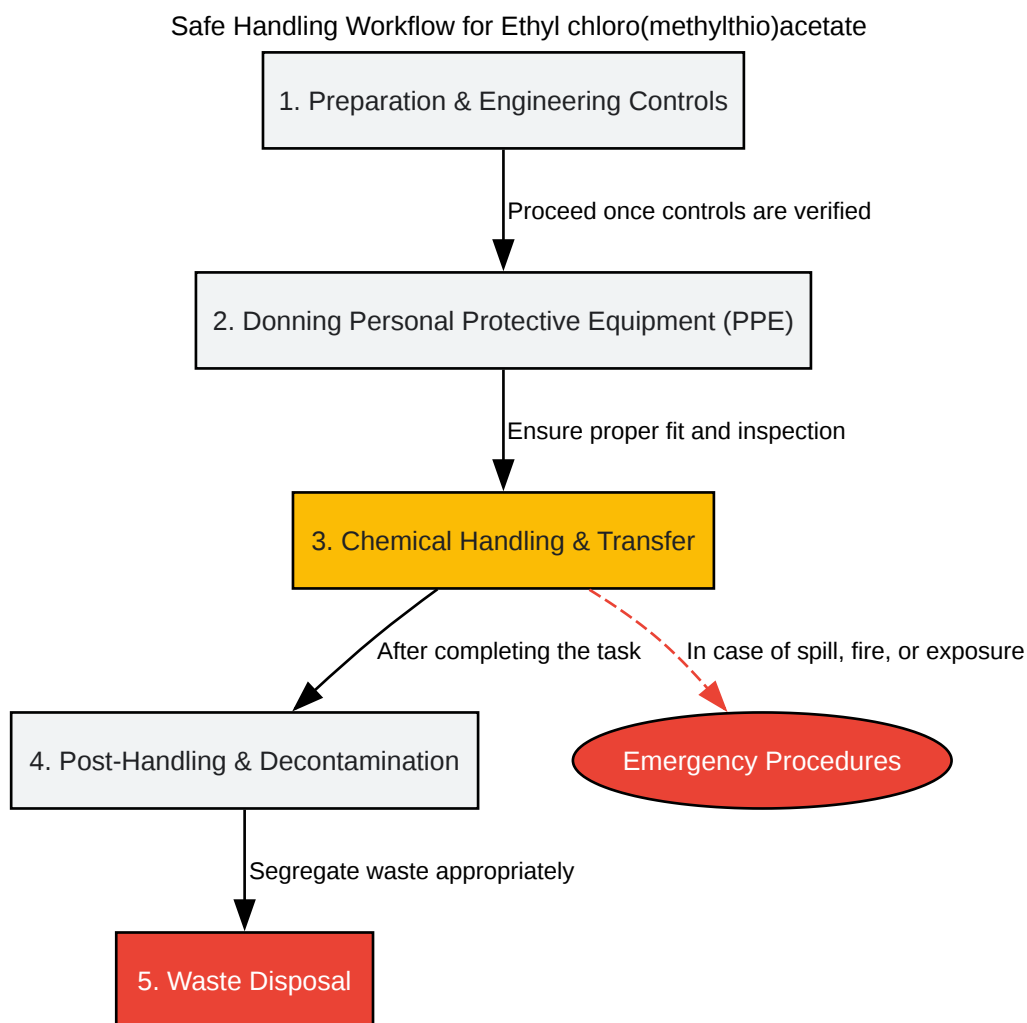 Safe Handling Workflow for Ethyl chloro(methylthio)acetate
1. Preparation & Engineering Controls
Proceed once controls are verified
2. Donning Personal Protective Equipment (PPE)
Ensure proper fit and inspection
3. Chemical Handling & Transfer
After completing the task
In case of spill, fire, or exposure
4. Post-Handling & Decontamination
Emergency Procedures
Segregate waste appropriately
5. Waste Disposal